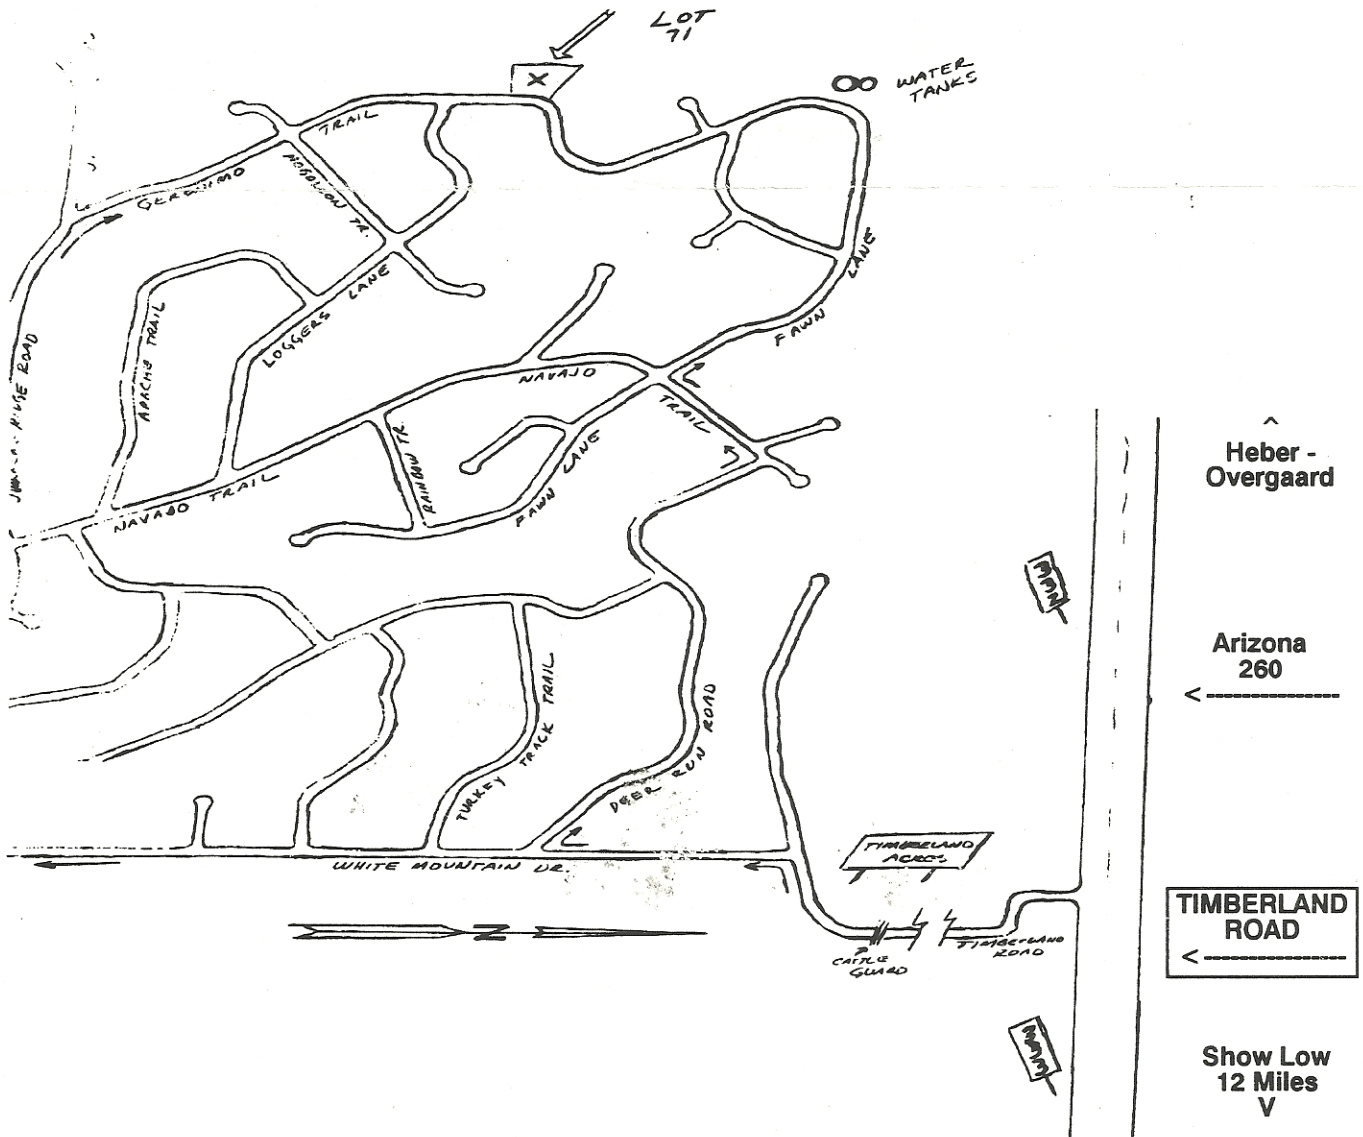 LOT
71
WATER
TANKS
TRAIL
GERONIMO
MOGOLLON TR.
LANE
LOGGERS
APACHE TRAIL
RIDGE ROAD
FAWN
LANE
NAVAJO
TRAIL
RAINBOW TR.
FAWN LANE
NAVAJO TRAIL
^
Heber -
Overgaard
Arizona
260
<---------------
TURKEY TRACK TRAIL
DEER RUN ROAD
WHITE MOUNTAIN DR.
TIMBERLAND
ACRES
N
CATTLE
GUARD
TIMBERLAND
ROAD
TIMBERLAND
ROAD
<---------------
Show Low
12 Miles
V